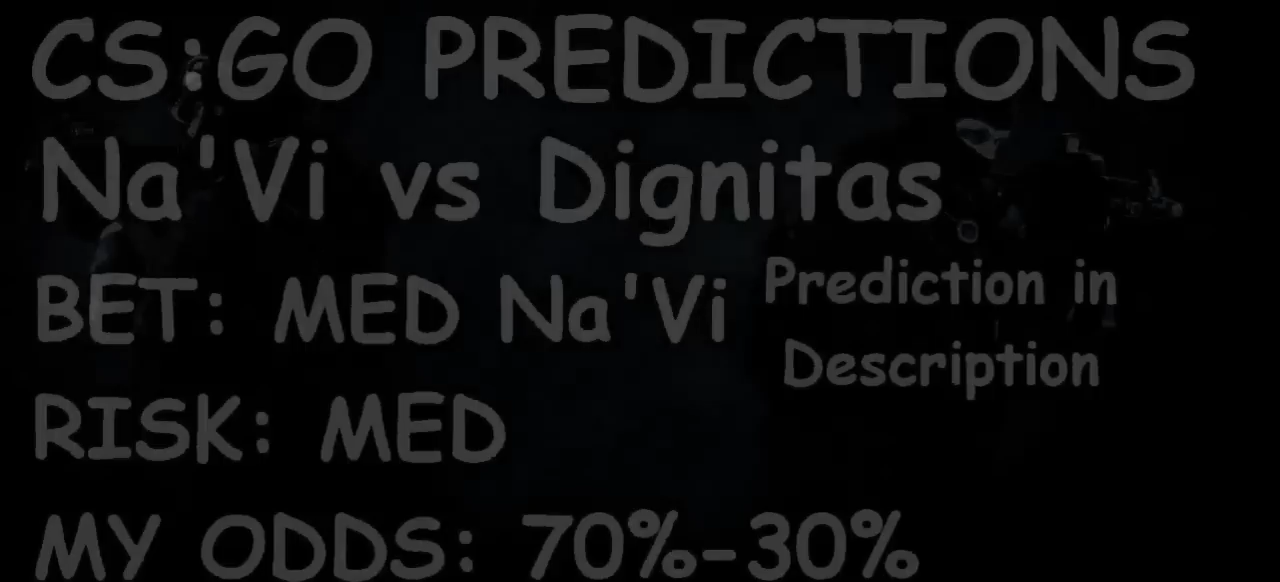 CS:GO PREDICTIONS
Na'Vi vs Dignitas
BET: MED Na'Vi
Prediction in
Description
RISK: MED
MY ODDS: 70%-30%